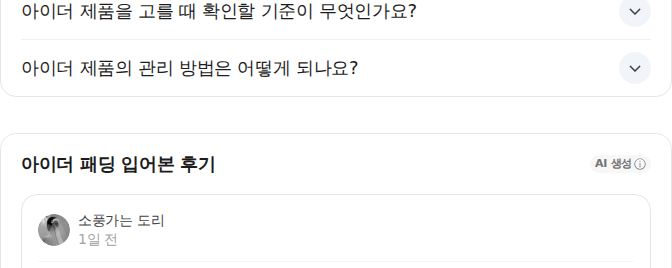 아이더 제품을 고를 때 확인할 기준이 무엇인가요?
아이더 제품의 관리 방법은 어떻게 되나요?
아이더 패딩 입어본 후기
AI 생성
소풍가는 도리
1일 전